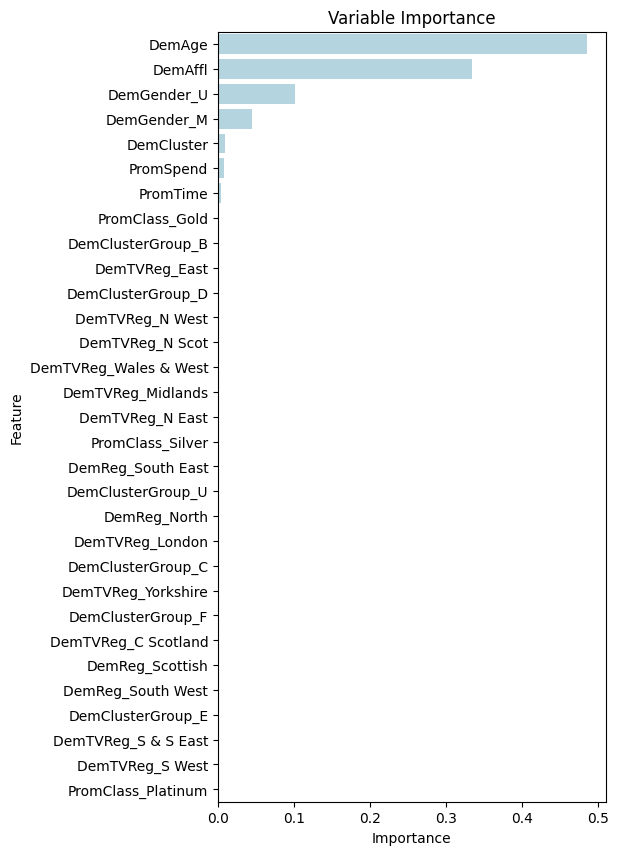 Variable Importance
DemAge
DemAffl
DemGender_U
DemGender_M
DemCluster
PromSpend
PromTime
PromClass_Gold
DemClusterGroup_B
DemTVReg_East
DemClusterGroup_D
DemTVReg_N West
DemTVReg_N Scot
DemTVReg_Wales & West
DemTVReg_Midlands
DemTVReg_N East
PromClass_Silver
DemReg_South East
DemClusterGroup_U
DemReg_North
DemTVReg_London
DemClusterGroup_C
DemTVReg_Yorkshire
DemClusterGroup_F
DemTVReg_C Scotland
DemReg_Scottish
DemReg_South West
DemClusterGroup_E
DemTVReg_S & S East
DemTVReg_S West
PromClass_Platinum
Feature
0.0 0.1 0.2 0.3 0.4 0.5
Importance